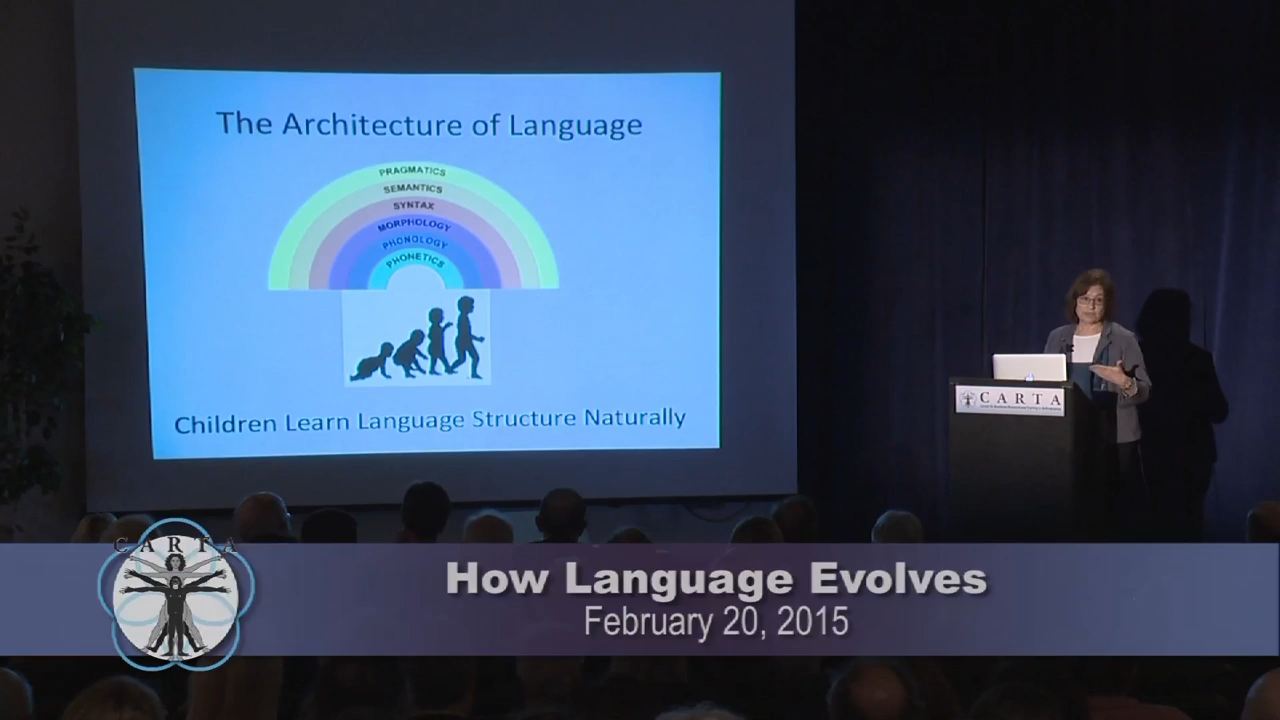 The Architecture of Language
PRAGMATICS
SEMANTICS
SYNTAX
MORPHOLOGY
PHONOLOGY
PHONETICS
Children Learn Language Structure Naturally
CARTA
CARTA
How Language Evolves
February 20, 2015